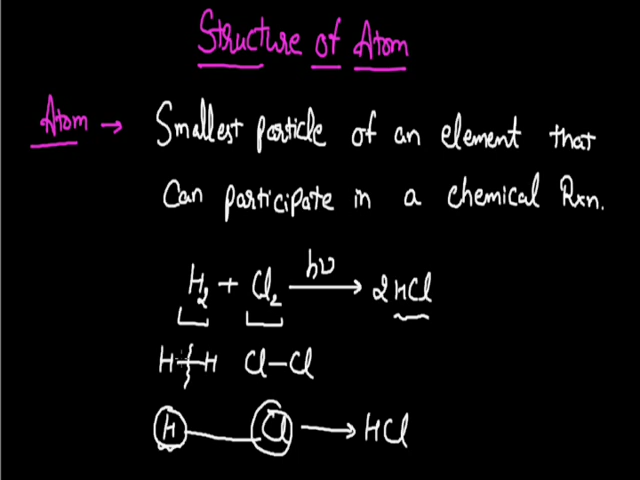 Structure of Atom
Atom → Smallest particle of an element that
Can participate in a chemical Rxn.
H₂ + Cl₂ —hν→ 2HCl
H–H Cl–Cl
H — Cl → HCl